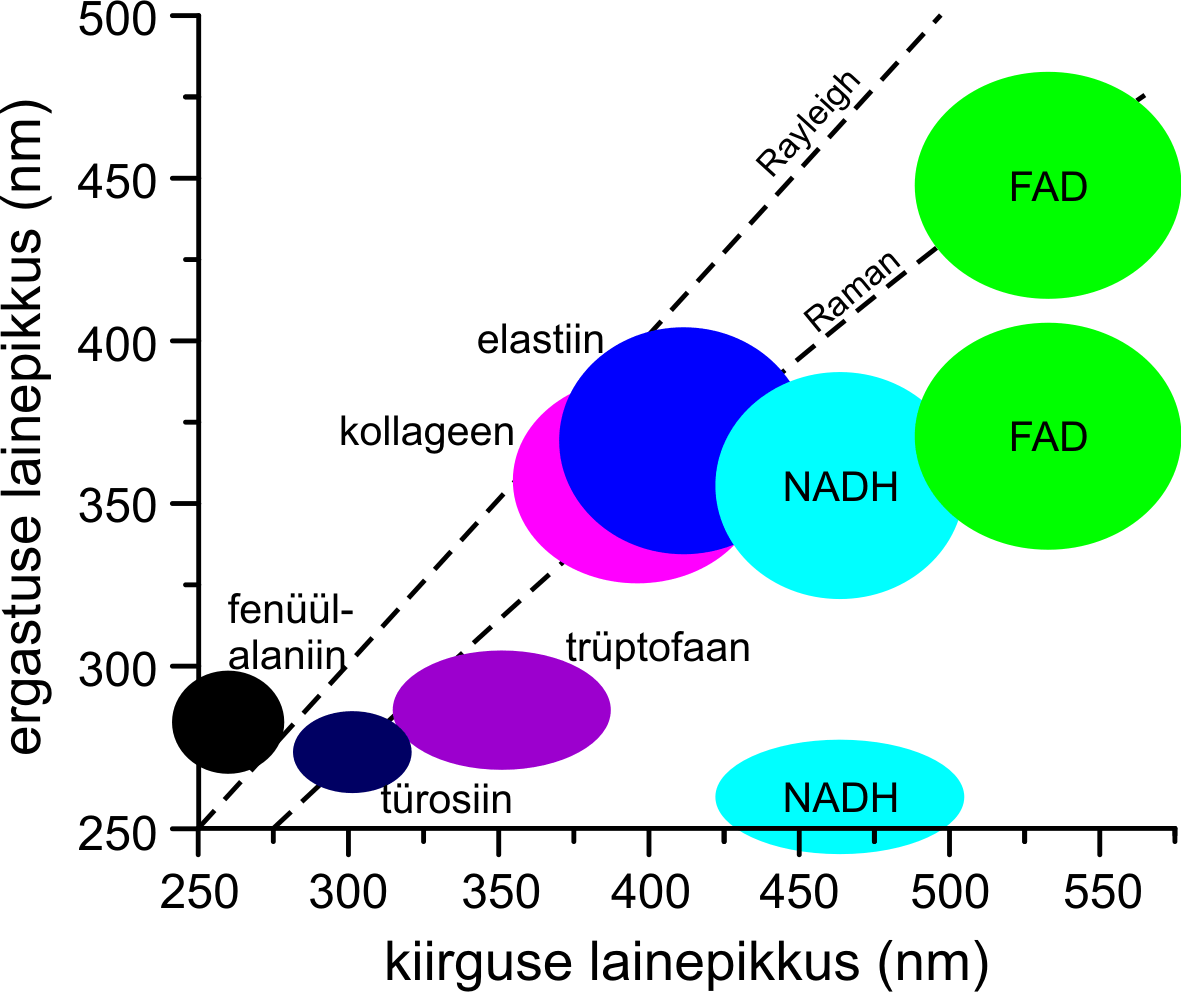 500
450
400
350
300
250
ergastuse lainepikkus (nm)
Rayleigh
Raman
FAD
FAD
elastiin
kollageen
NADH
fenüül-
alaniin
trüptofaan
türosiin
NADH
250 300 350 400 450 500 550
kiirguse lainepikkus (nm)